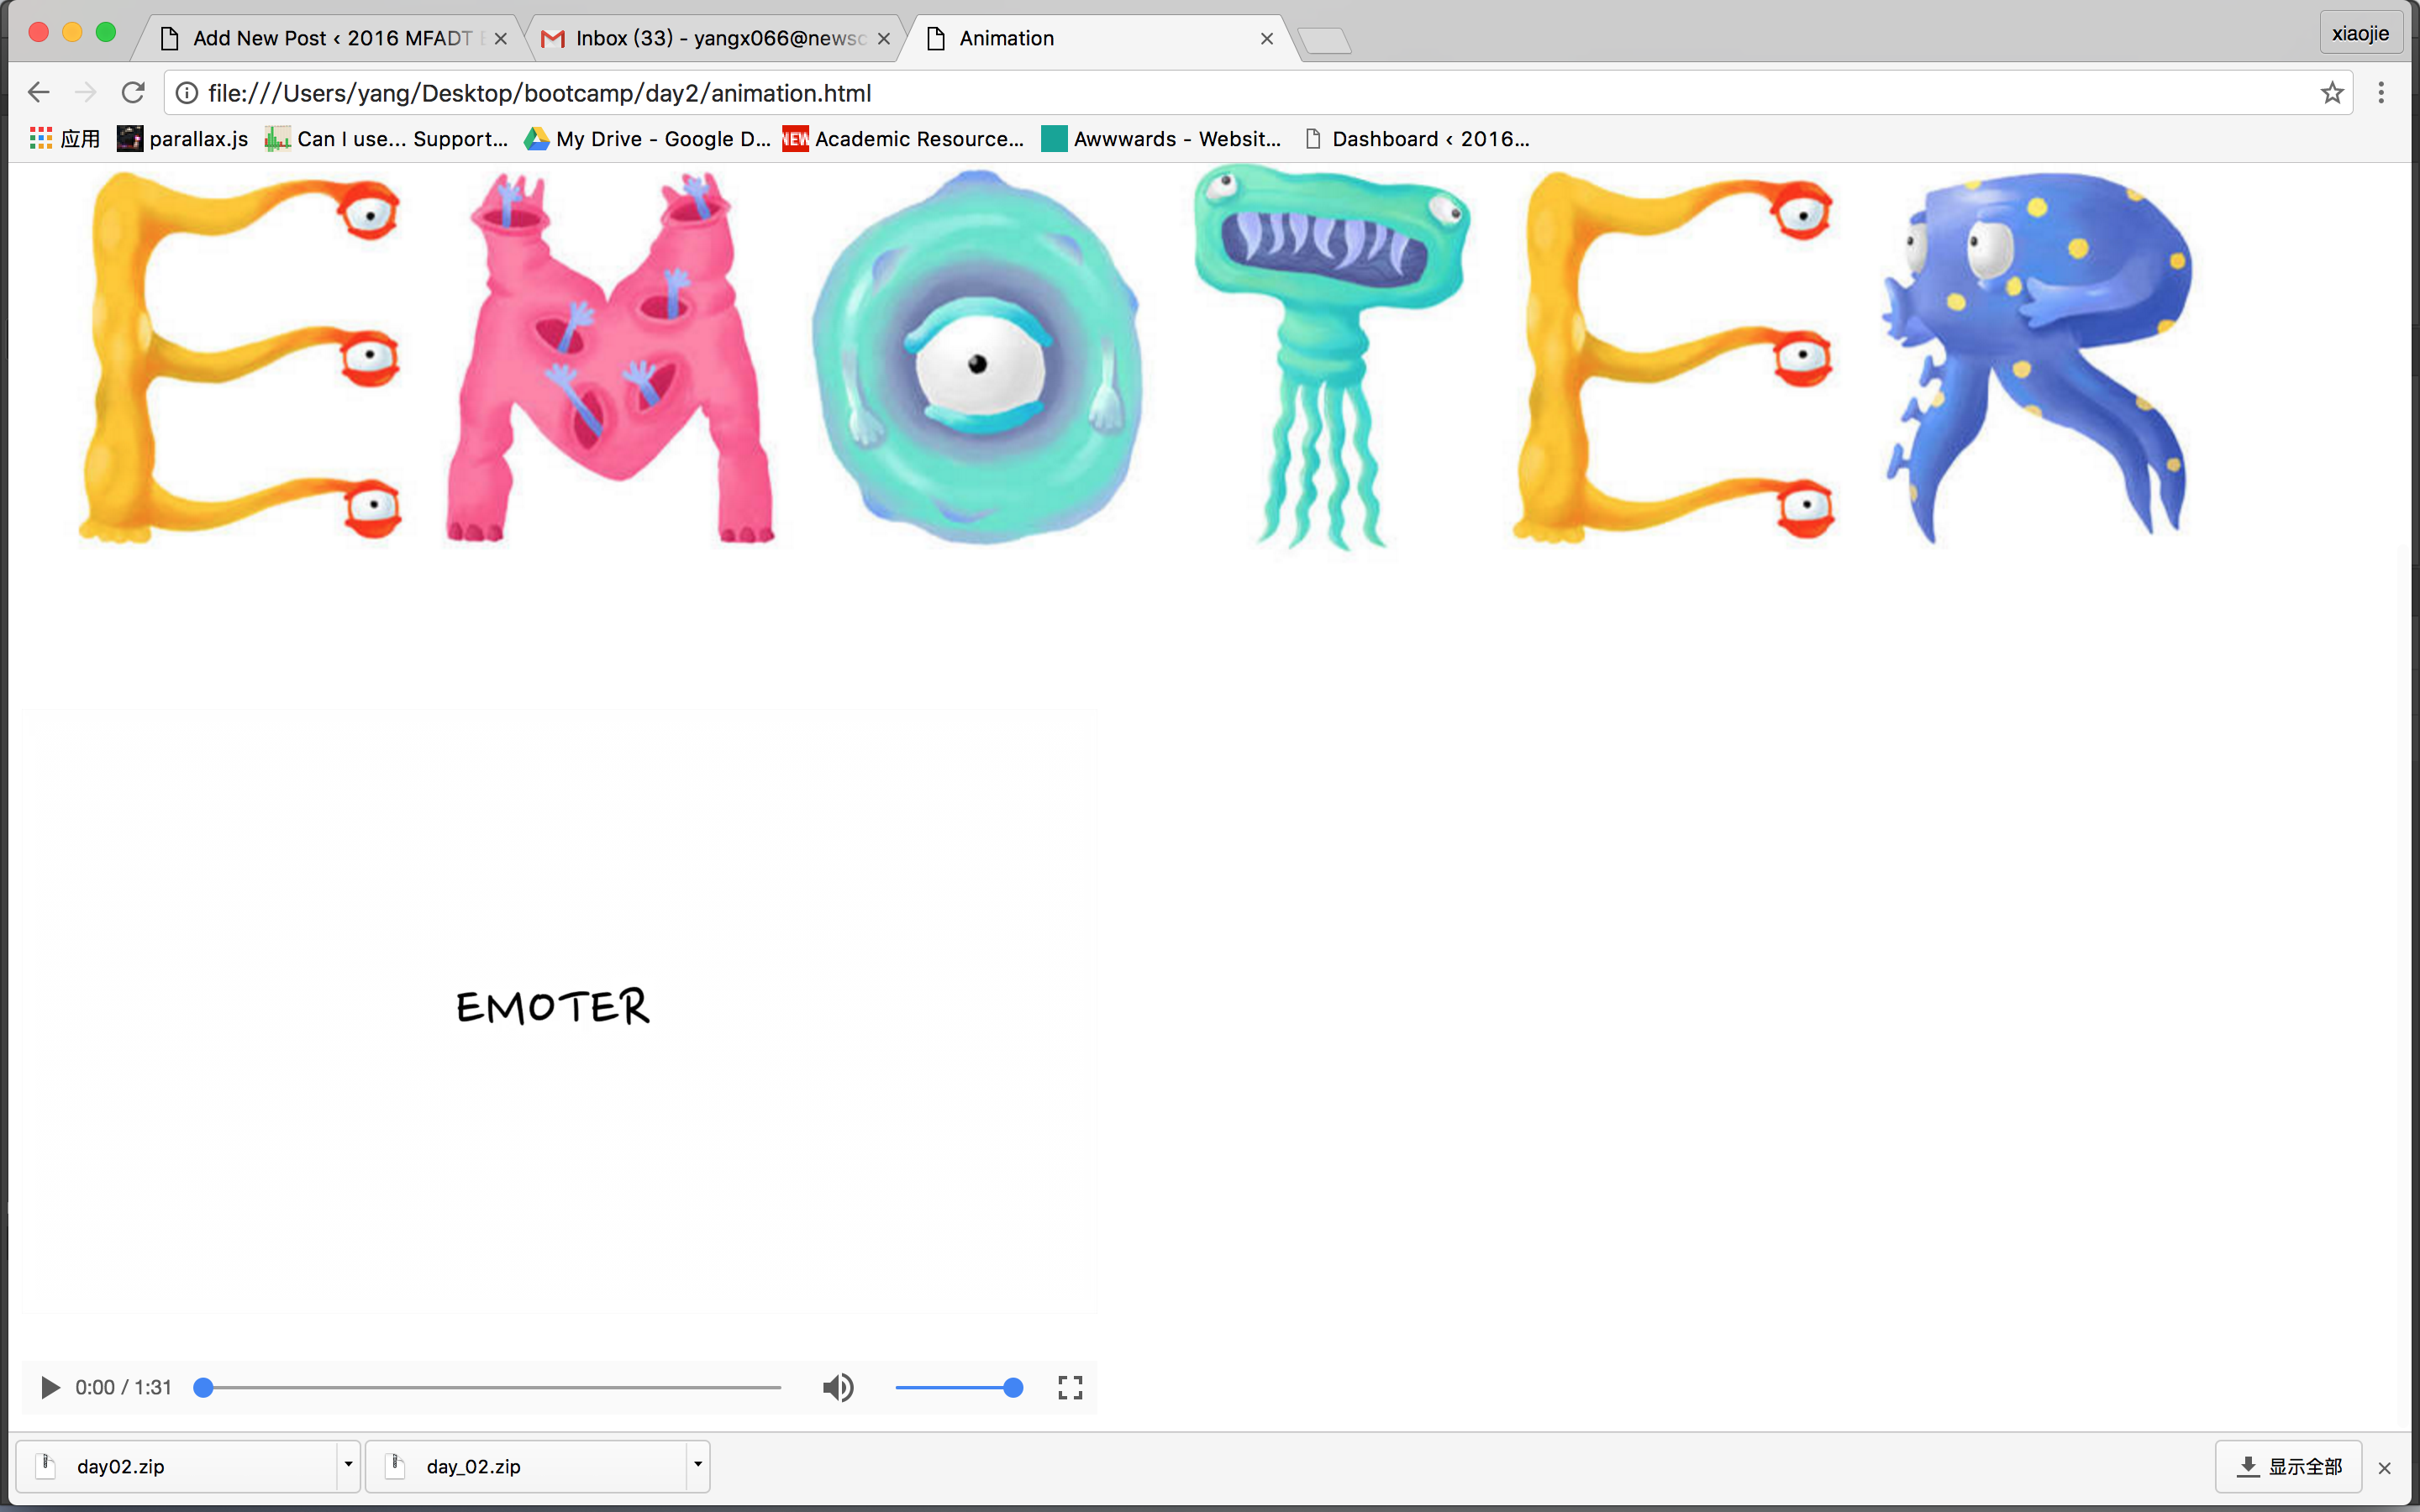 Add New Post ‹ 2016 MFADT
Inbox (33) - yangx066@newsc
Animation
xiaojie
file:///Users/yang/Desktop/bootcamp/day2/animation.html
应用
parallax.js
Can I use... Support...
My Drive - Google D...
NEW
Academic Resource...
Awwwards - Websit...
Dashboard ‹ 2016...
EMOTER
EMOTER
0:00 / 1:31
day02.zip
day_02.zip
显示全部